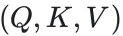 (Q, K, V)